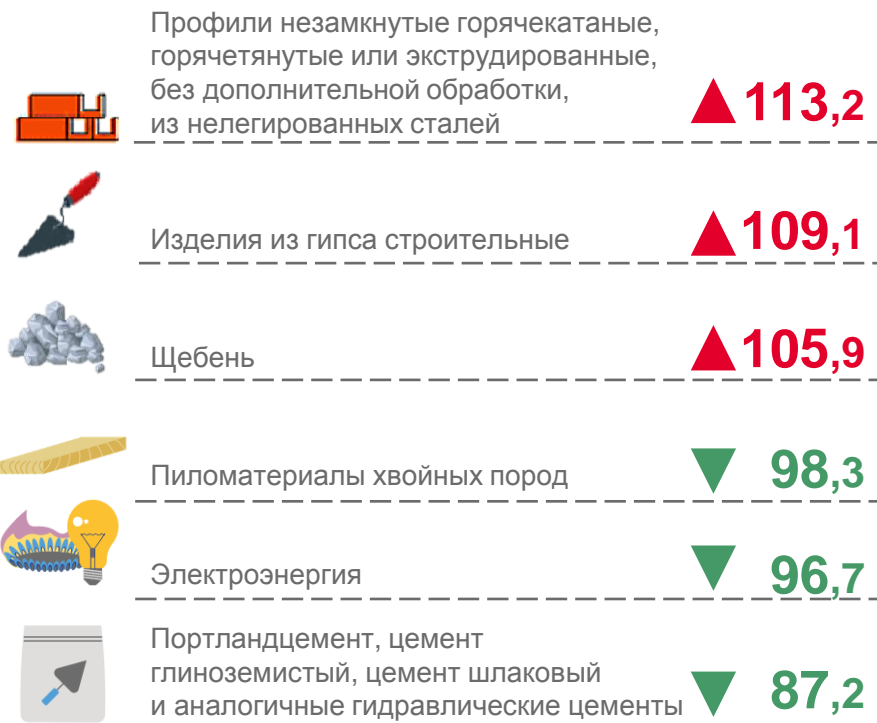 Профили незамкнутые горячекатаные,
горячетянутые или экструдированные,
без дополнительной обработки,
из нелегированных сталей
113,2
Изделия из гипса строительные
109,1
Щебень
105,9
Пиломатериалы хвойных пород
98,3
Электроэнергия
96,7
Портландцемент, цемент
глиноземистый, цемент шлаковый
и аналогичные гидравлические цементы
87,2